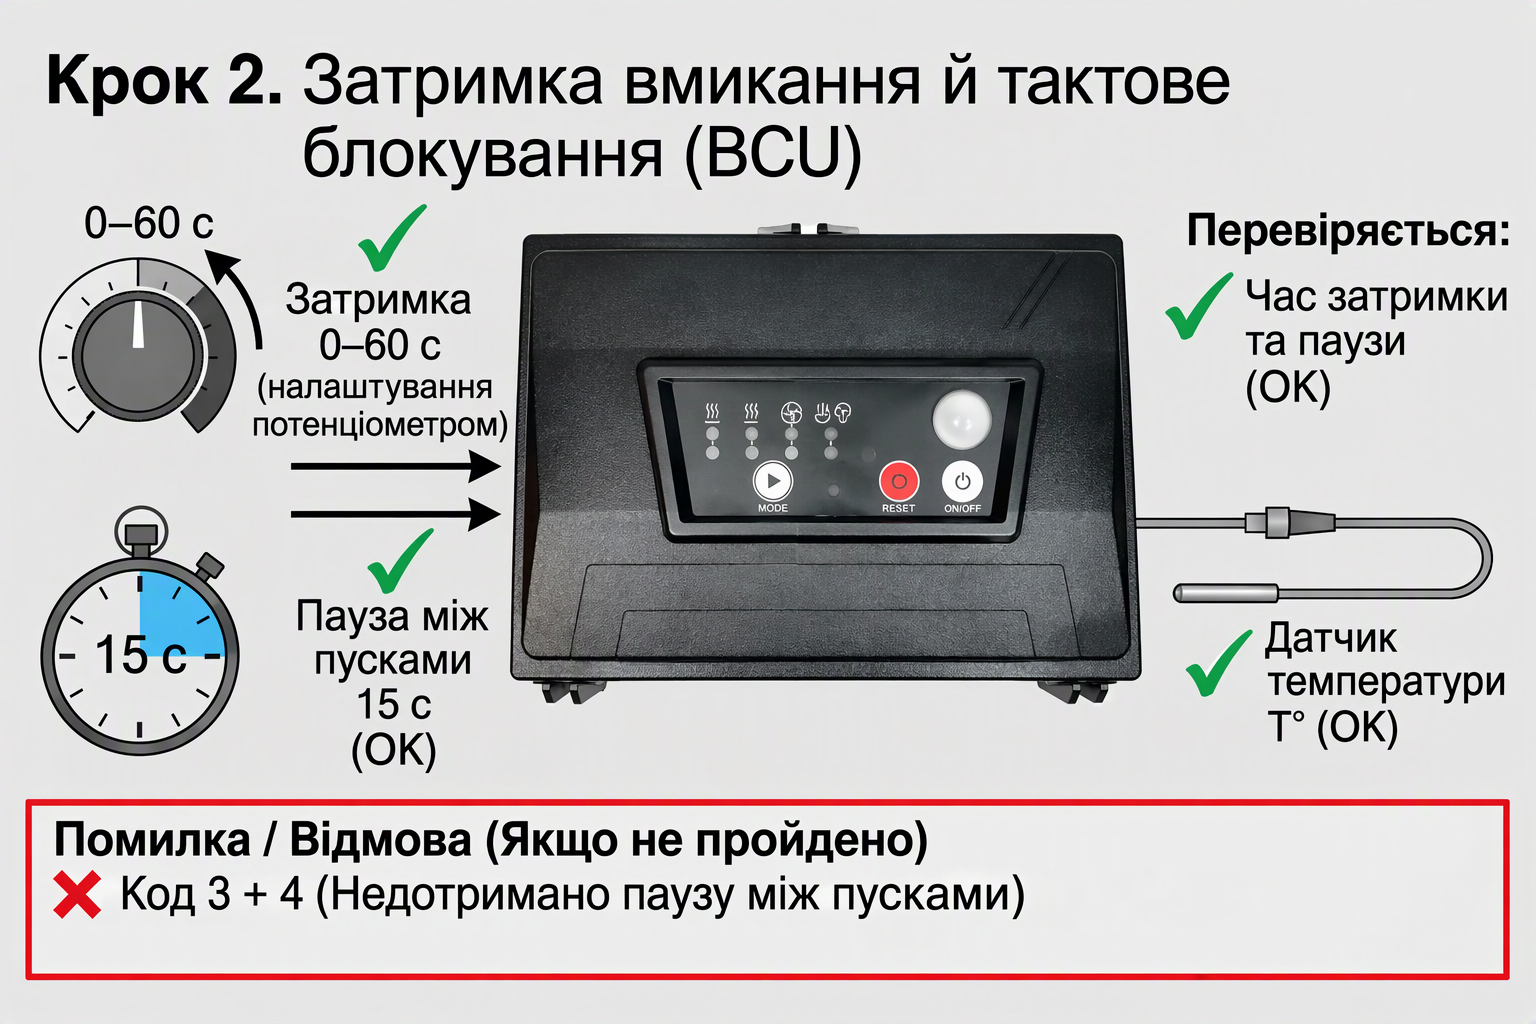 Крок 2. Затримка вмикання й тактове
блокування (BCU)
0–60 с
Затримка
0–60 с
(налаштування
потенціометром)
15 с
Пауза між
пусками
15 с
(OK)
MODE
RESET
ON/OFF
Перевіряється:
Час затримки
та паузи
(OK)
Датчик
температури
T° (OK)
Помилка / Відмова (Якщо не пройдено)
Код 3 + 4 (Недотримано паузу між пусками)